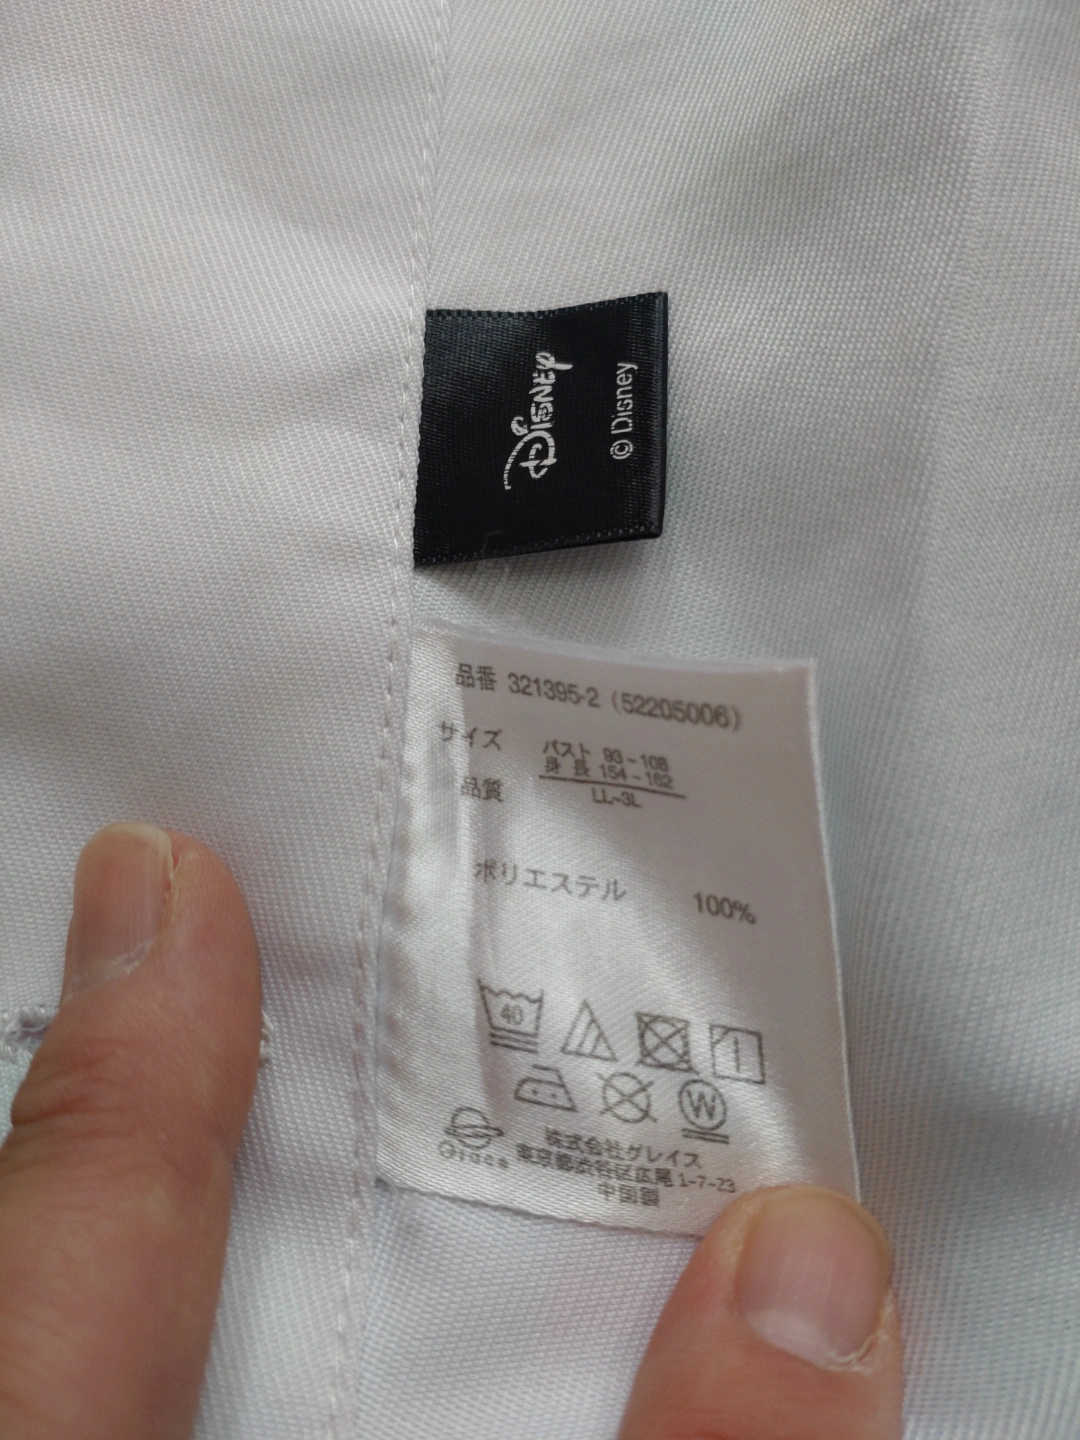 Disney
© Disney
品番 321395-2 (52205006)
サイズ バスト 93~108
身長 154~162
LL~3L
品質
ポリエステル 100%
40
W
Grace
株式会社グレイス
東京都渋谷区広尾 1-7-23
中国製